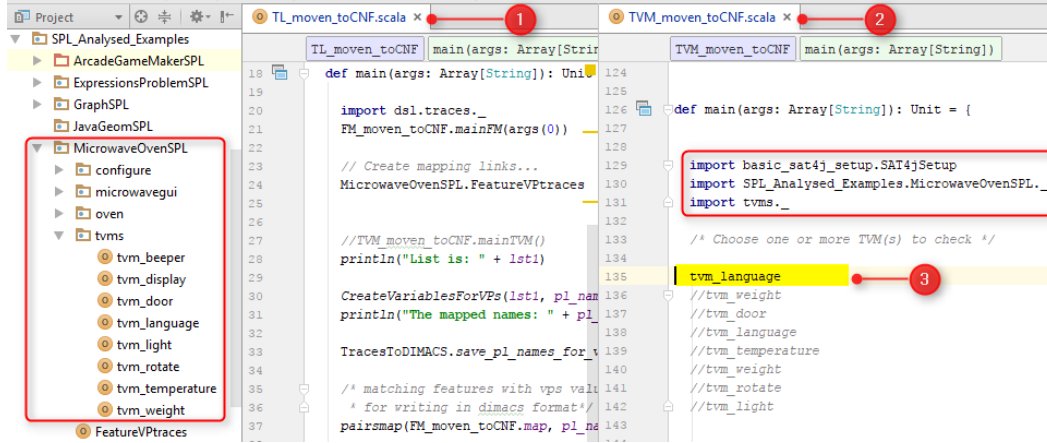 Project
SPL_Analysed_Examples
ArcadeGameMakerSPL
ExpressionsProblemSPL
GraphSPL
JavaGeomSPL
MicrowaveOvenSPL
configure
microwavegui
oven
tvms
tvm_beeper
tvm_display
tvm_door
tvm_language
tvm_light
tvm_rotate
tvm_temperature
tvm_weight
FeatureVPtraces
TL_moven_toCNF.scala ×
1
TL_moven_toCNF main(args: Array[Strin
18 def main(args: Array[String]): Uni
19
20 import dsl.traces._
21 FM_moven_toCNF.mainFM(args(0))
22
23 // Create mapping links...
24 MicrowaveOvenSPL.FeatureVPtraces
25
26
27 //TVM_moven_toCNF.mainTVM()
28 println("List is: " + lst1)
29
30 CreateVariablesForVPs(lst1, pl_nam
31 println("The mapped names: " + pl_
32
33 TracesToDIMACS.save_pl_names_for_v
34
35 /* matching features with vps valu
36 * for writing in dimacs format*/
37 pairsmap(FM_moven_toCNF.map, pl_na
TVM_moven_toCNF.scala ×
2
TVM_moven_toCNF main(args: Array[String])
124
125
126 def main(args: Array[String]): Unit = {
127
128
129 import basic_sat4j_setup.SAT4jSetup
130 import SPL_Analysed_Examples.MicrowaveOvenSPL._
131 import tvms._
132
133 /* Choose one or more TVM(s) to check */
134
135 tvm_language
3
136 //tvm_weight
137 //tvm_door
138 //tvm_language
139 //tvm_temperature
140 //tvm_weight
141 //tvm_rotate
142 //tvm_light
143